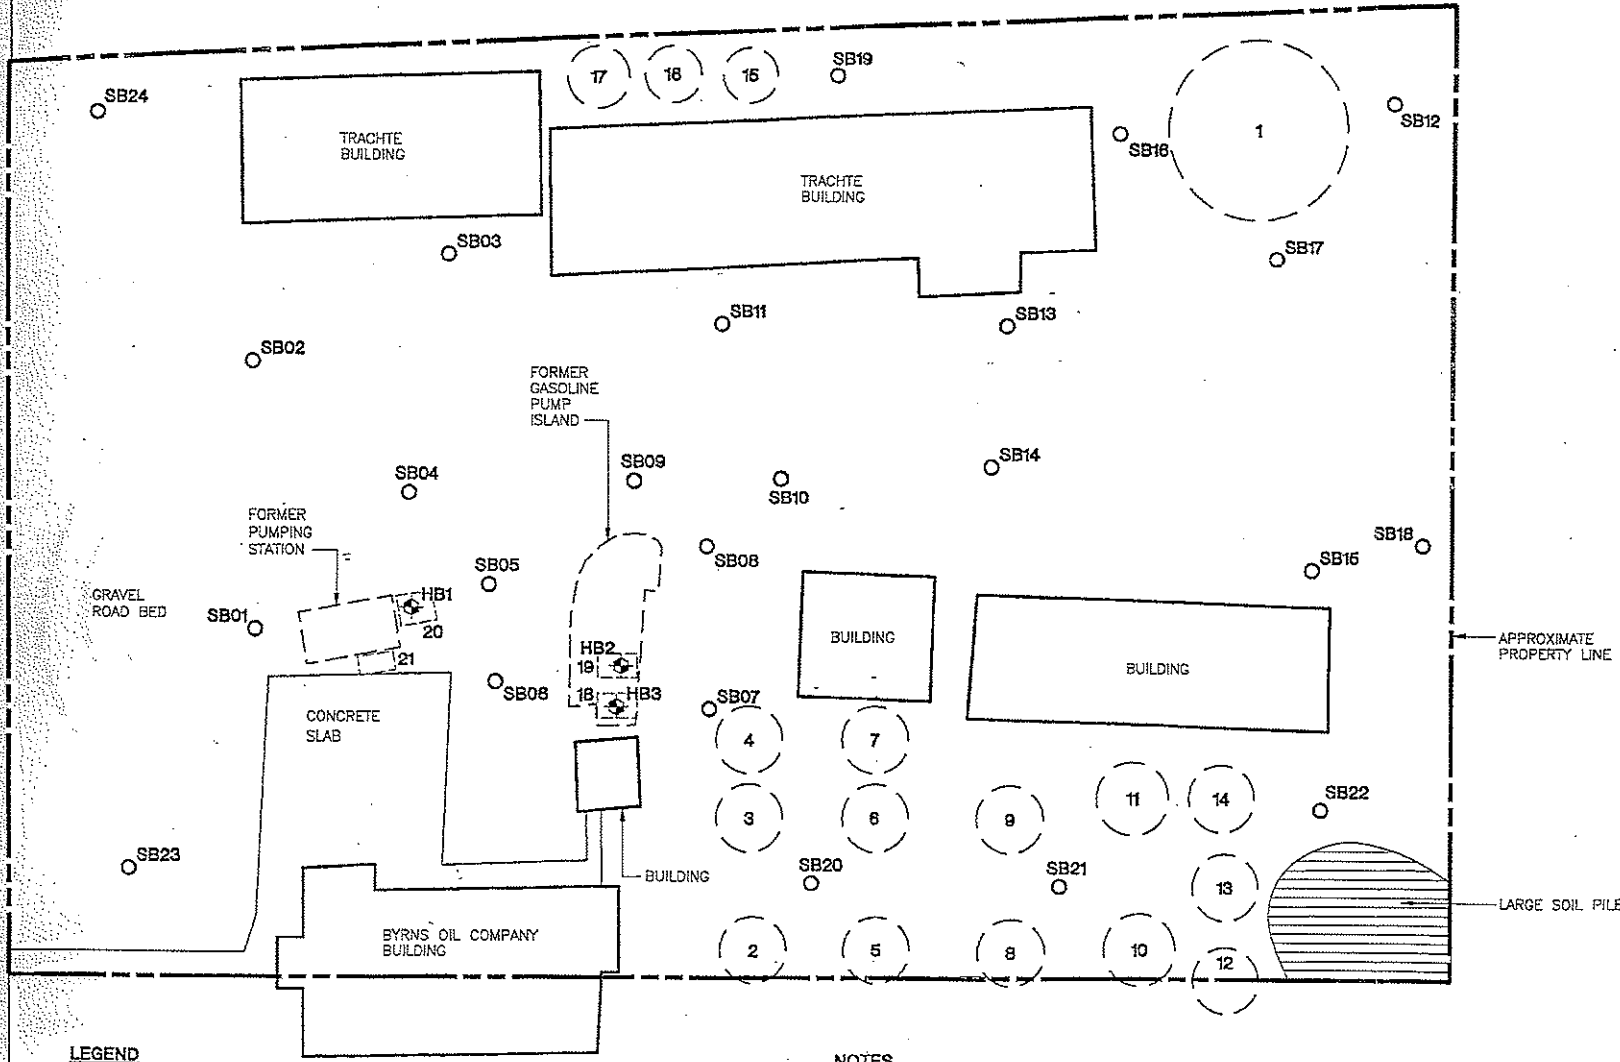 17
16
15
SB19
SB24
SB12
1
SB16
TRACHTE
BUILDING
TRACHTE
BUILDING
SB03
SB17
SB11
SB13
SB02
FORMER
GASOLINE
PUMP
ISLAND
SB09
SB14
SB04
SB10
FORMER
PUMPING
STATION
SB18
SB08
SB15
SB05
GRAVEL
ROAD BED
HB1
SB01
20
BUILDING
APPROXIMATE
PROPERTY LINE
HB2
19
21
BUILDING
SB06
18
HB3
SB07
CONCRETE
SLAB
4
7
11
14
SB22
3
6
9
SB23
SB20
SB21
BUILDING
13
LARGE SOIL PILE
BYRNS OIL COMPANY
BUILDING
2
5
8
10
12
LEGEND
NOTES